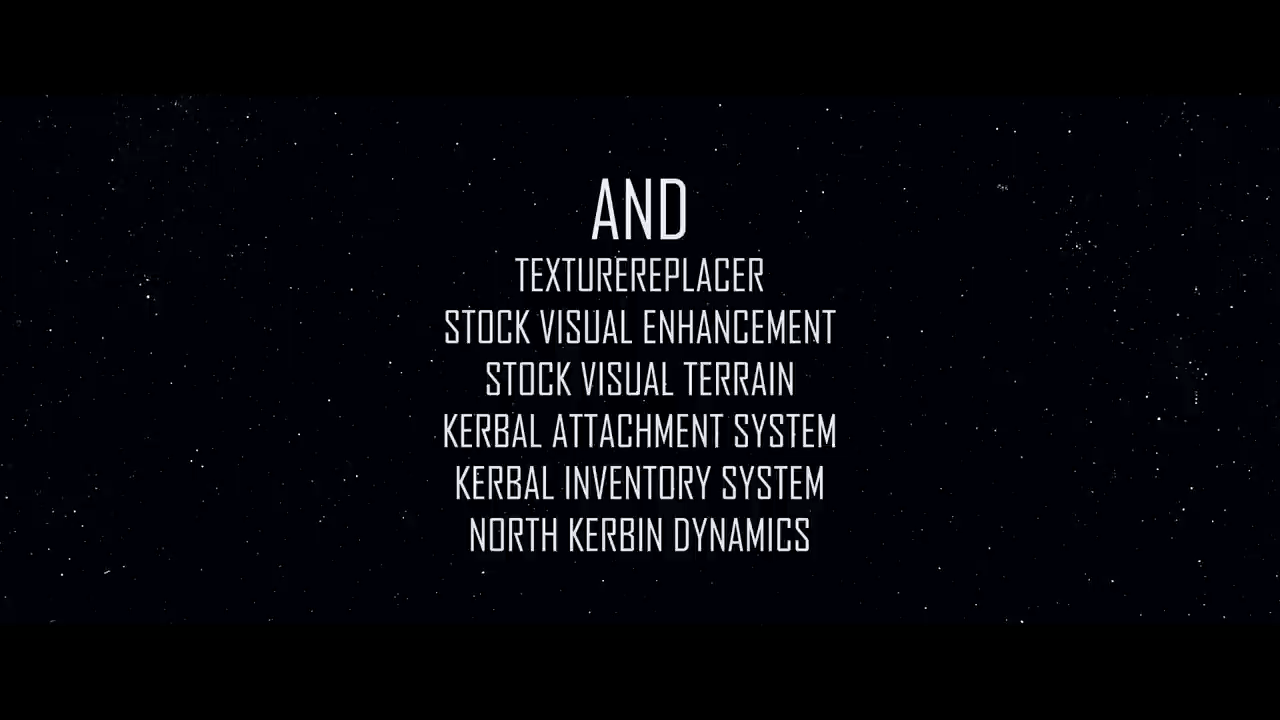 AND
TEXTUREREPLACER
STOCK VISUAL ENHANCEMENT
STOCK VISUAL TERRAIN
KERBAL ATTACHMENT SYSTEM
KERBAL INVENTORY SYSTEM
NORTH KERBIN DYNAMICS